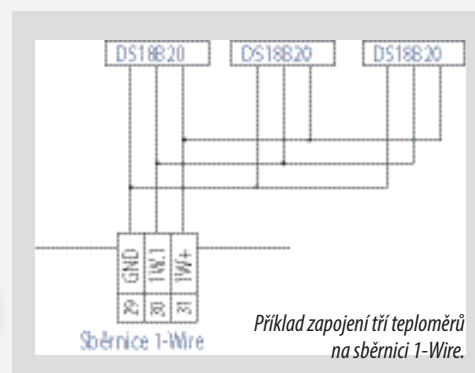 DS18B20 DS18B20 DS18B20
GND 1W.1 1W+
29 30 31
Sběrnice 1-Wire
Příklad zapojení tří teploměrů
na sběrnici 1-Wire.